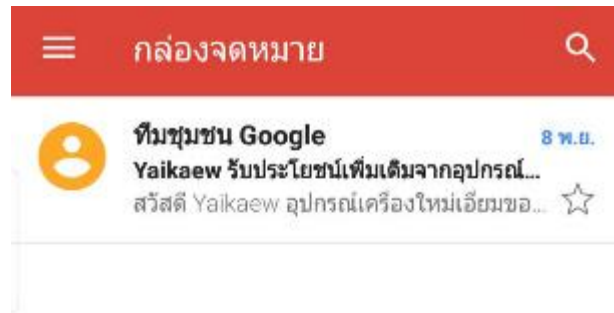 กล่องจดหมาย
ทีมชุมชน Google 8 พ.ย.
Yaikaew รับประโยชน์เพิ่มเติมจากอุปกรณ์...
สวัสดี Yaikaew อุปกรณ์เครื่องใหม่เอี่ยมขอ...